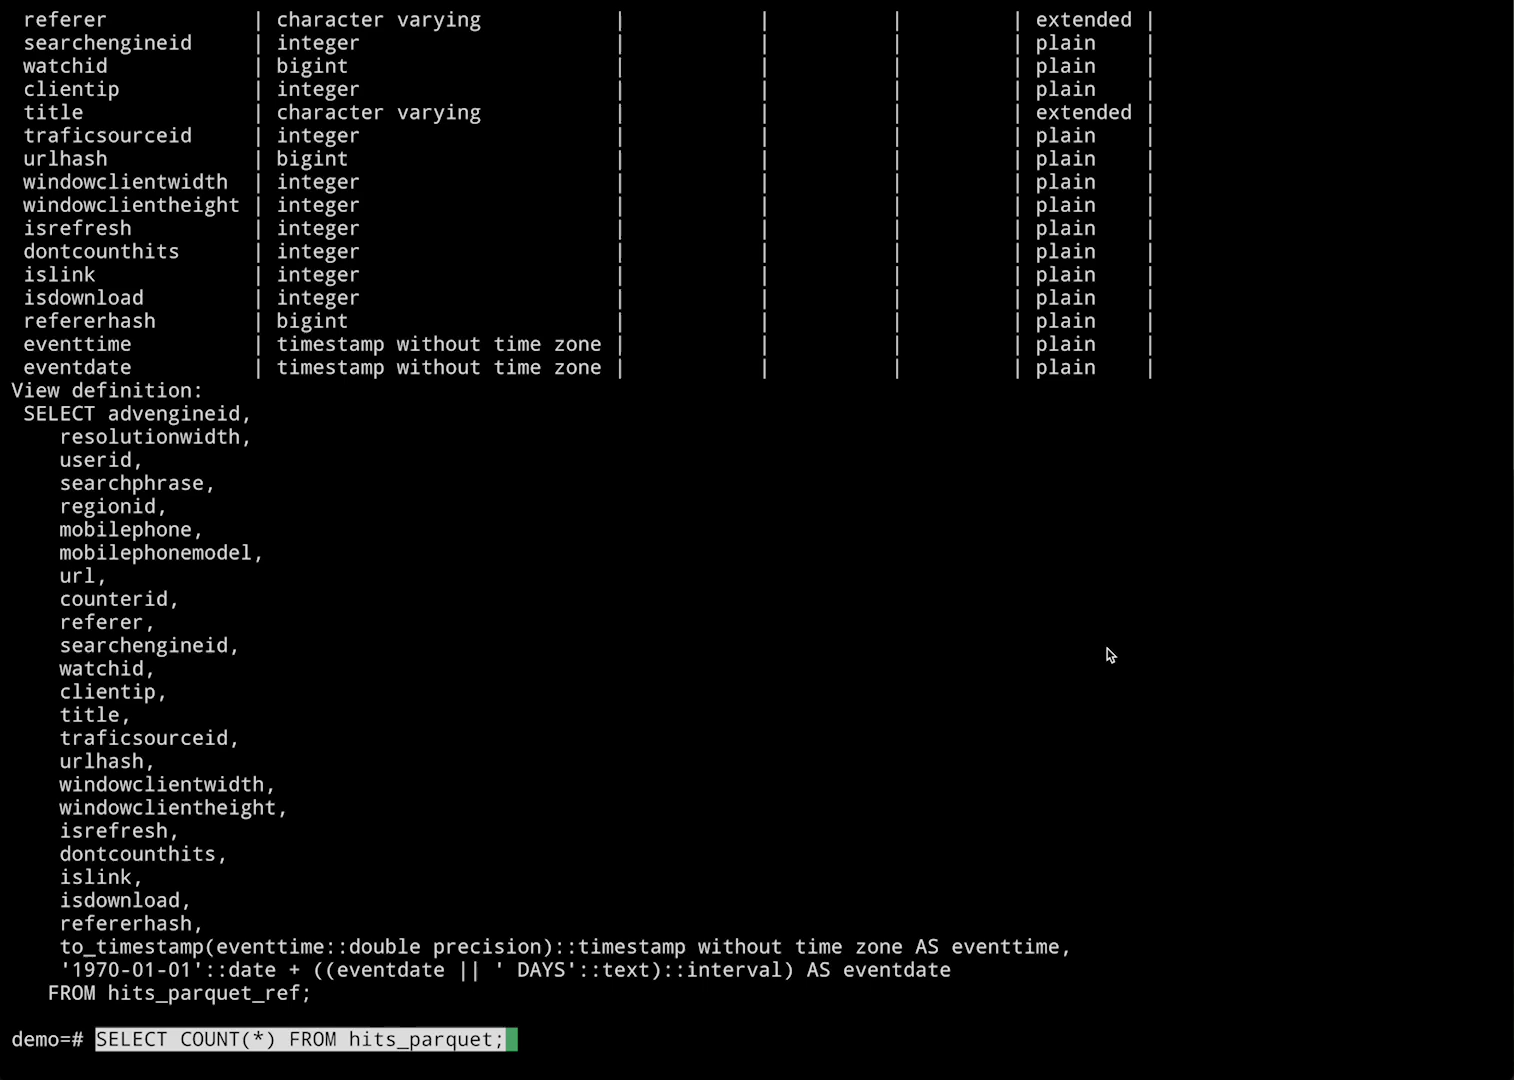 referer           | character varying           |           |          |         | extended |
searchengineid    | integer                     |           |          |         | plain    |
watchid           | bigint                      |           |          |         | plain    |
clientip          | integer                     |           |          |         | plain    |
title             | character varying           |           |          |         | extended |
traficsourceid    | integer                     |           |          |         | plain    |
urlhash           | bigint                      |           |          |         | plain    |
windowclientwidth  | integer                     |           |          |         | plain    |
windowclientheight | integer                     |           |          |         | plain    |
isrefresh         | integer                     |           |          |         | plain    |
dontcounthits     | integer                     |           |          |         | plain    |
islink            | integer                     |           |          |         | plain    |
isdownload        | integer                     |           |          |         | plain    |
refererhash       | bigint                      |           |          |         | plain    |
eventtime         | timestamp without time zone |           |          |         | plain    |
eventdate         | timestamp without time zone |           |          |         | plain    |
View definition:
 SELECT advengineid,
    resolutionwidth,
    userid,
    searchphrase,
    regionid,
    mobilephone,
    mobilephonemodel,
    url,
    counterid,
    referer,
    searchengineid,
    watchid,
    clientip,
    title,
    traficsourceid,
    urlhash,
    windowclientwidth,
    windowclientheight,
    isrefresh,
    dontcounthits,
    islink,
    isdownload,
    refererhash,
    to_timestamp(eventtime::double precision)::timestamp without time zone AS eventtime,
    '1970-01-01'::date + ((eventdate || ' DAYS'::text)::interval) AS eventdate
   FROM hits_parquet_ref;
demo=# SELECT COUNT(*) FROM hits_parquet;